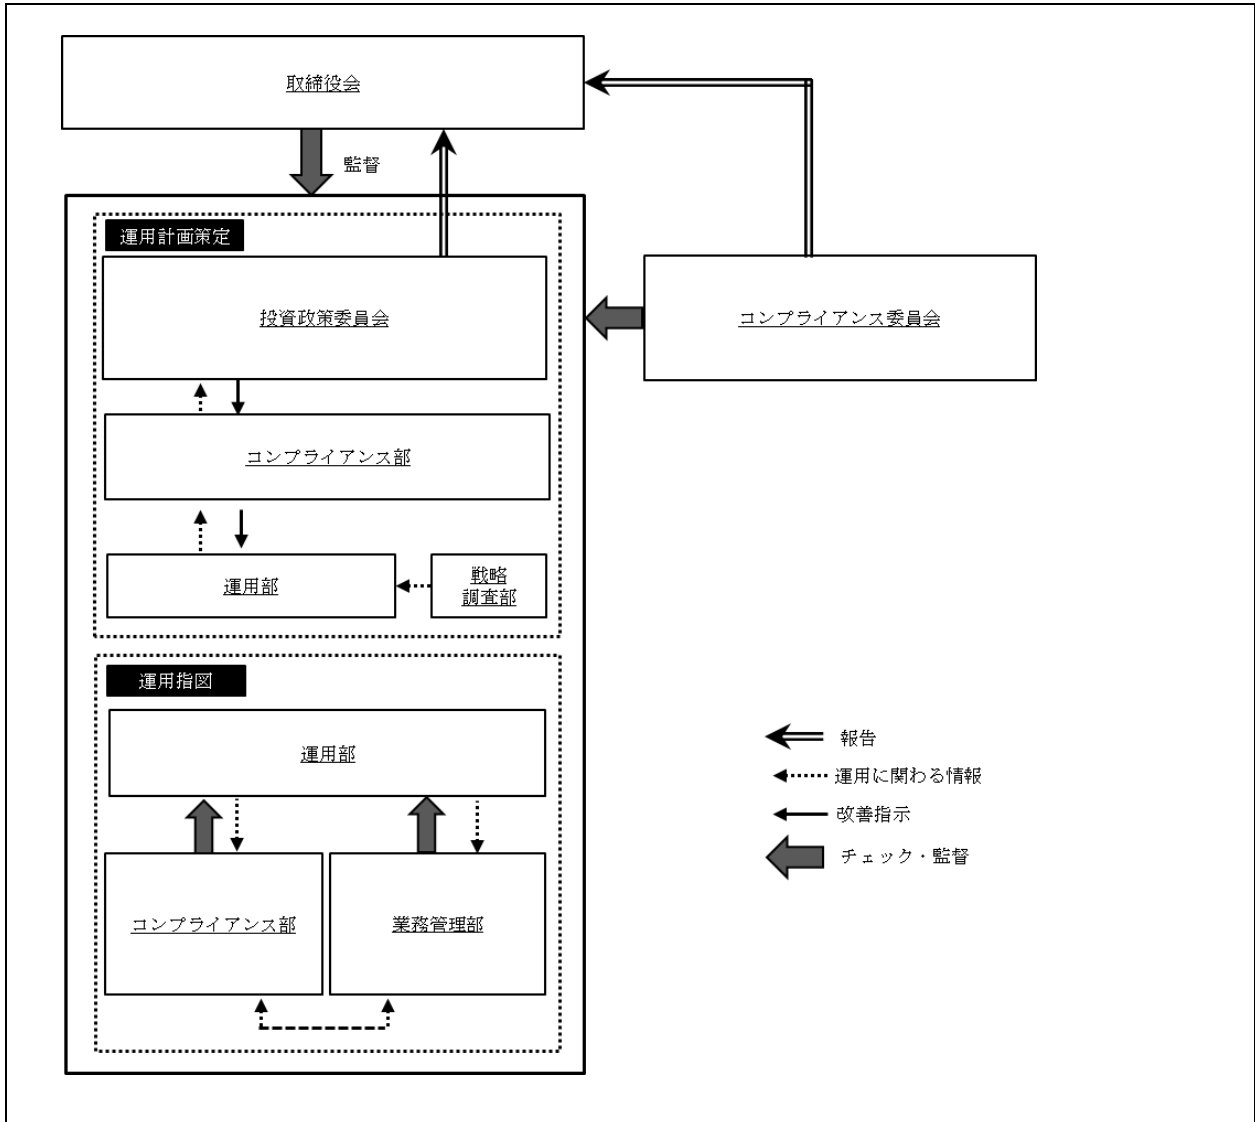 取締役会
監督
運用計画策定
投資政策委員会
コンプライアンス委員会
コンプライアンス部
運用部
戦略
調査部
運用指図
運用部
コンプライアンス部
業務管理部
報告
運用に関わる情報
改善指示
チェック・監督